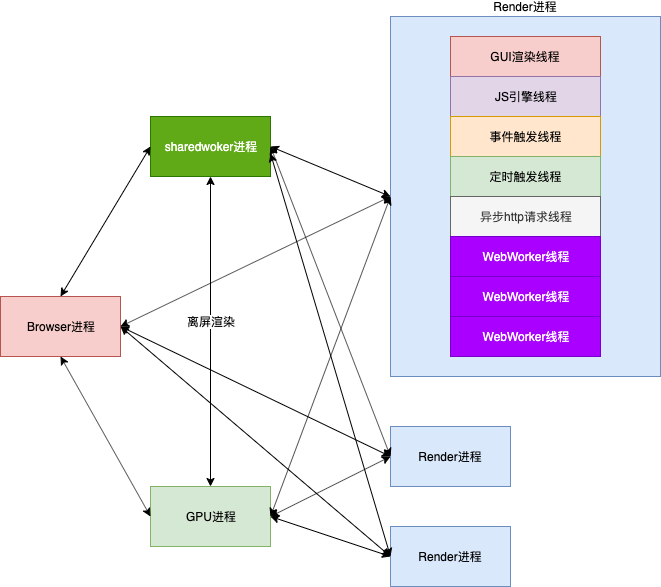 Render进程
GUI渲染线程
JS引擎线程
事件触发线程
sharedwoker进程
定时触发线程
异步http请求线程
WebWorker线程
WebWorker线程
离屏渲染
Browser进程
WebWorker线程
Render进程
GPU进程
Render进程